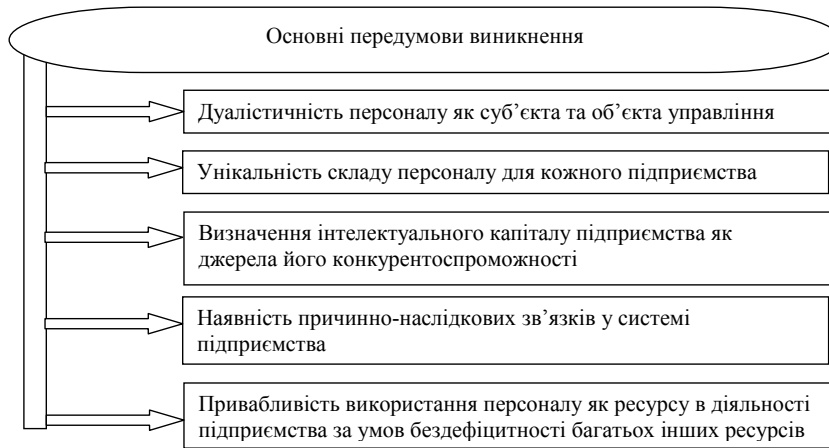 Основні передумови виникнення
Дуалістичність персоналу як суб’єкта та об’єкта управління
Унікальність складу персоналу для кожного підприємства
Визначення інтелектуального капіталу підприємства як
джерела його конкурентоспроможності
Наявність причинно-наслідкових зв’язків у системі
підприємства
Привабливість використання персоналу як ресурсу в діяльності
підприємства за умов бездефіцитності багатьох інших ресурсів